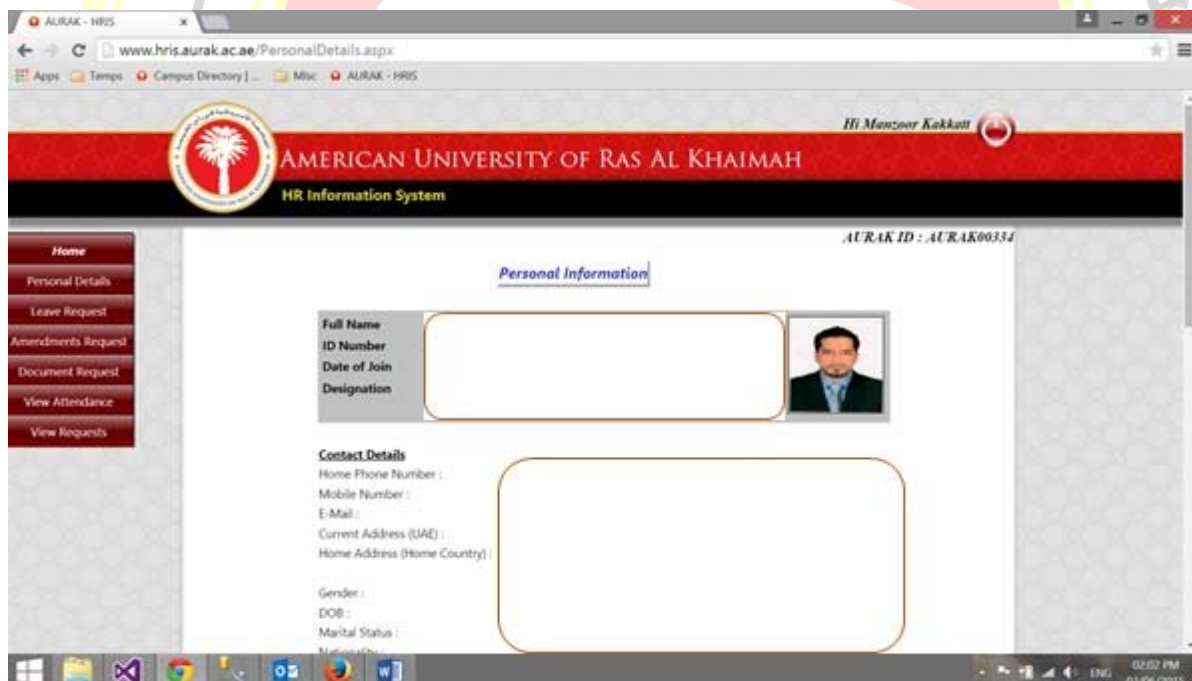 AURAK - HRIS
www.hris.aurak.ac.ae/PersonalDetails.aspx
Apps Temps Campus Directory | ... Misc AURAK - HRIS
Hi Manzoor Kakkatt
AMERICAN UNIVERSITY OF RAS AL KHAIMAH
HR Information System
AURAK ID : AURAK00334
Home
Personal Details
Leave Request
Amendments Request
Document Request
View Attendance
View Requests
Personal Information
Full Name
ID Number
Date of Join
Designation
Contact Details
Home Phone Number :
Mobile Number :
E-Mail :
Current Address (UAE) :
Home Address (Home Country) :
Gender :
DOB :
Marital Status :
Nationality :
ENG
02:02 PM